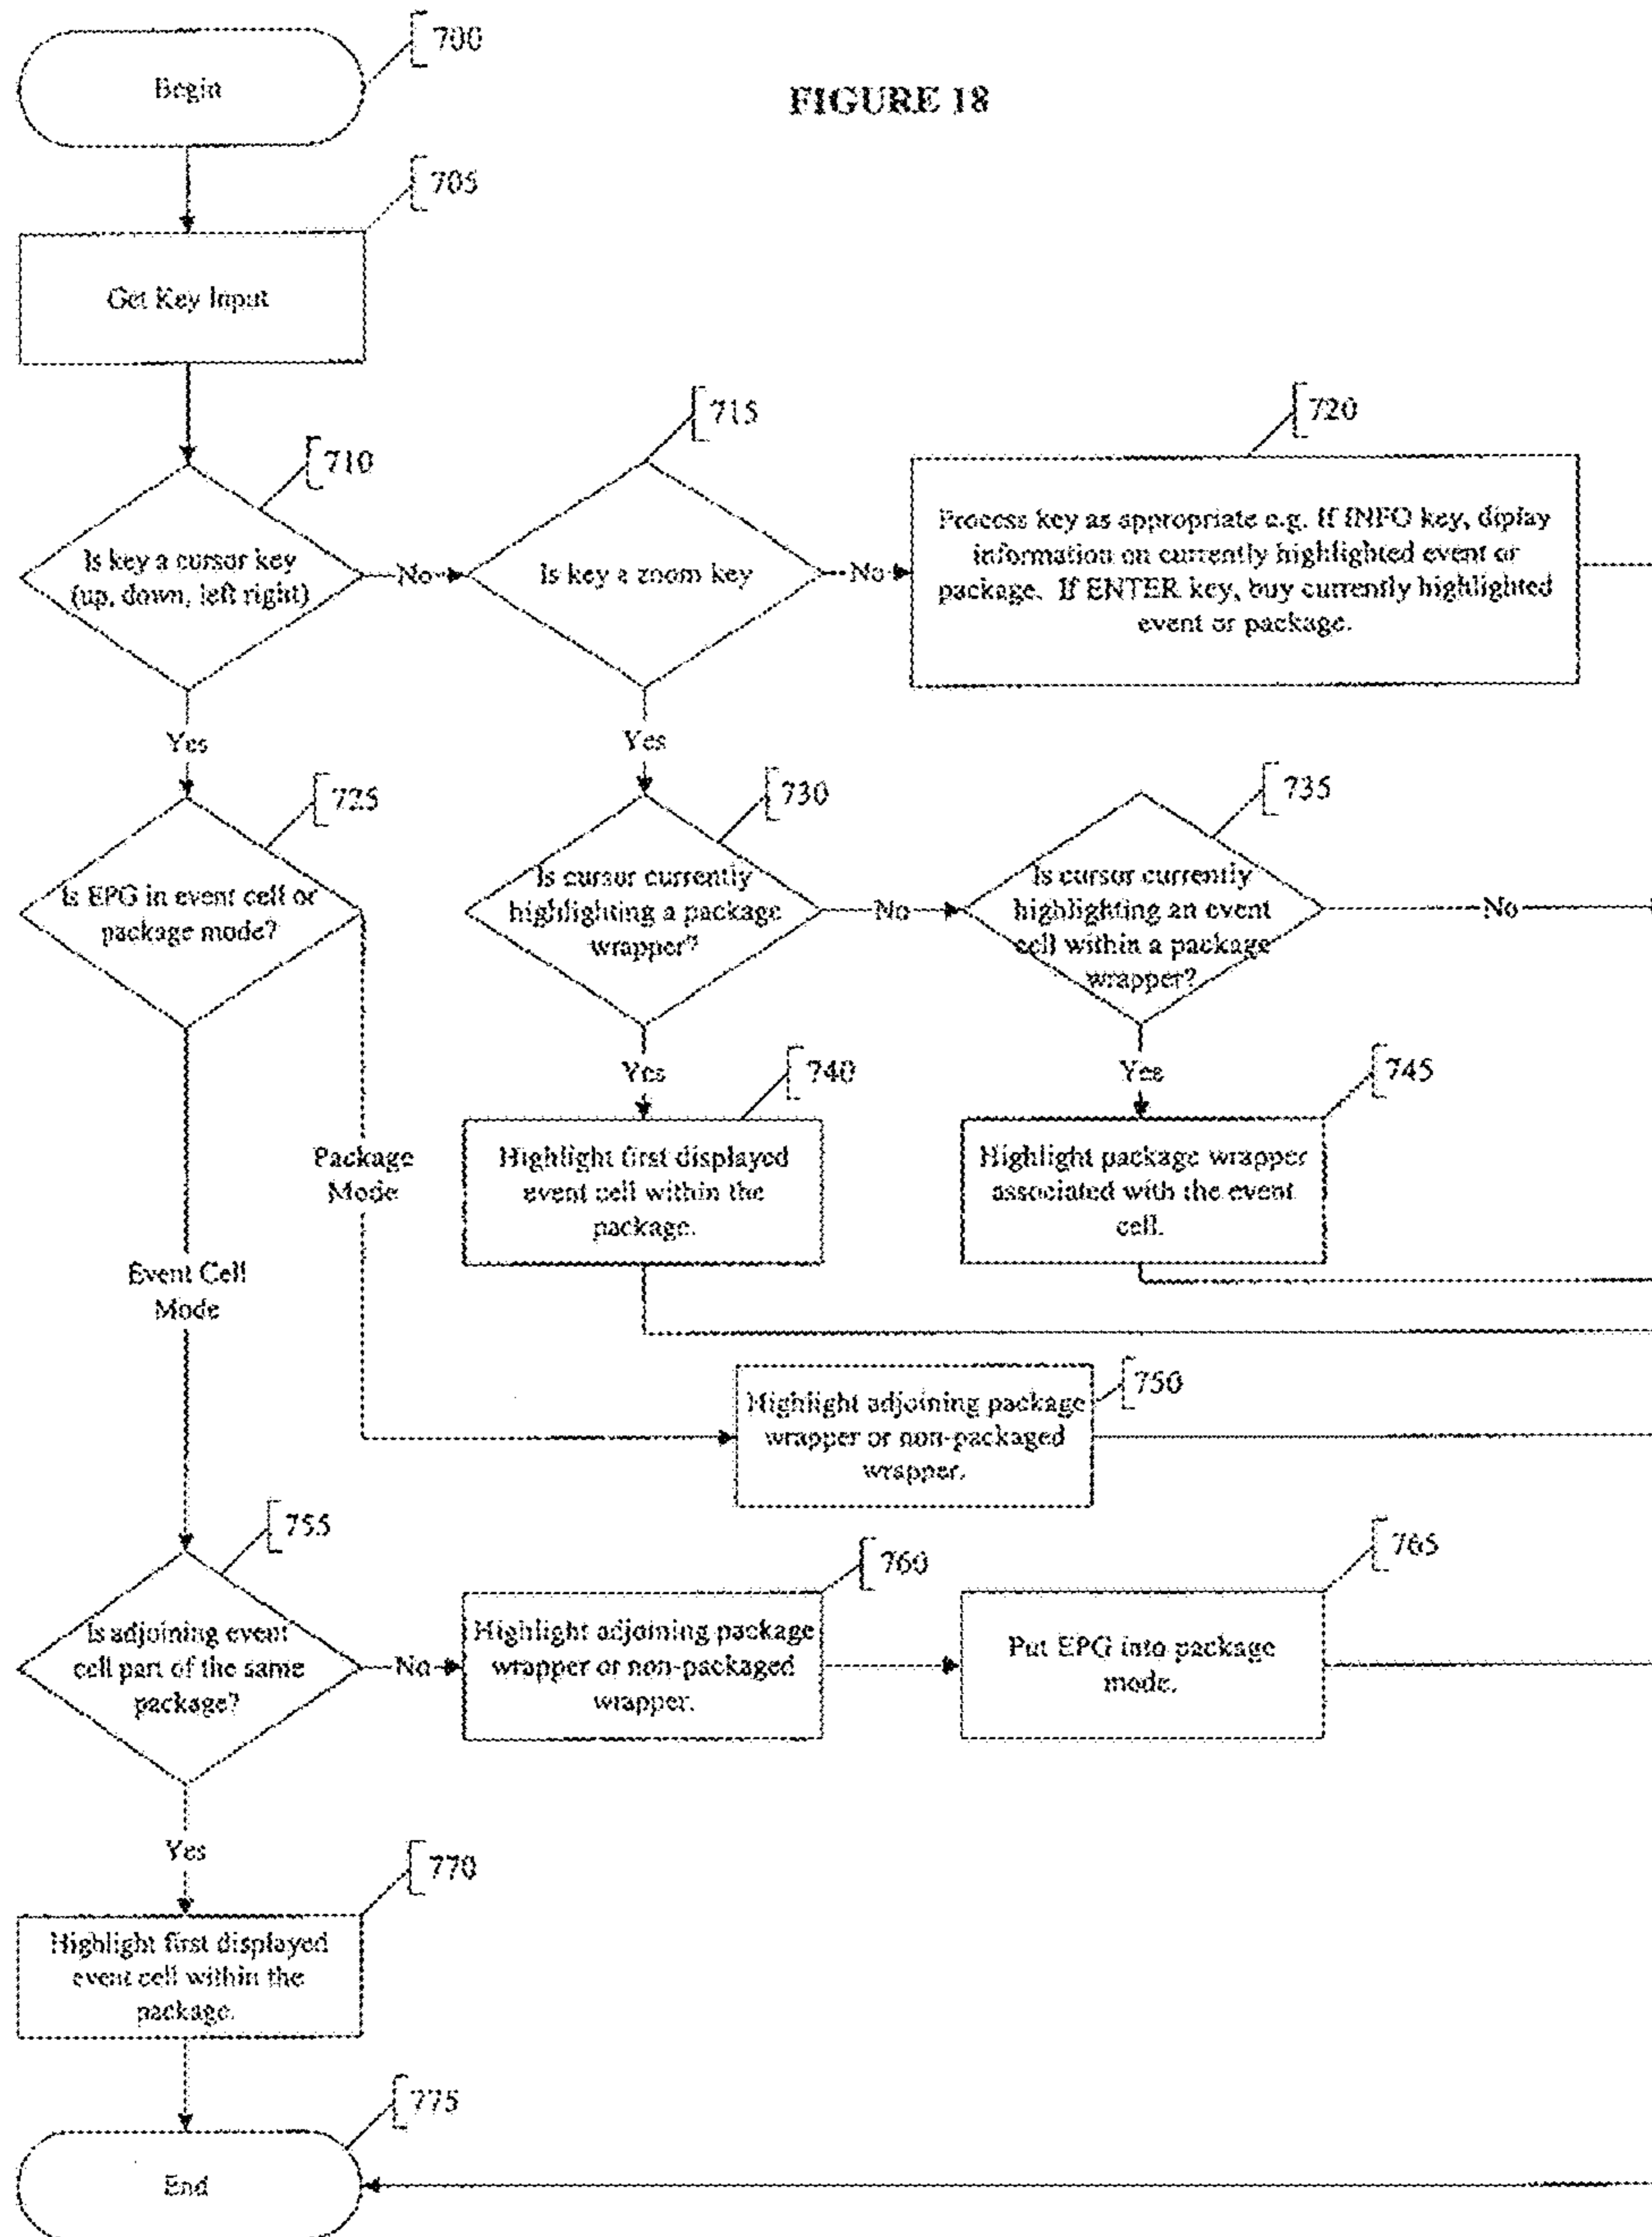 700
Begin
FIGURE 18
705
Get Key Input
710
715
720
Is key a cursor key
(up, down, left right)
No
Is key a zoom key
No
Process key as appropriate e.g. If INFO key, diplay
information on currently highlighted event or
package. If ENTER key, buy currently highlighted
event or package.
Yes
Yes
725
730
735
Is EPG in event cell or
package mode?
Is cursor currently
highlighting a package
wrapper?
No
Is cursor currently
highlighting an event
cell within a package
wrapper?
No
Yes
Yes
740
745
Package
Mode
Highlight first displayed
event cell within the
package.
Highlight package wrapper
associated with the event
cell.
Event Cell
Mode
750
Highlight adjoining package
wrapper or non-packaged
wrapper.
755
760
765
Is adjoining event
cell part of the same
package?
No
Highlight adjoining package
wrapper or non-packaged
wrapper.
Put EPG into package
mode.
Yes
770
Highlight first displayed
event cell within the
package.
775
End